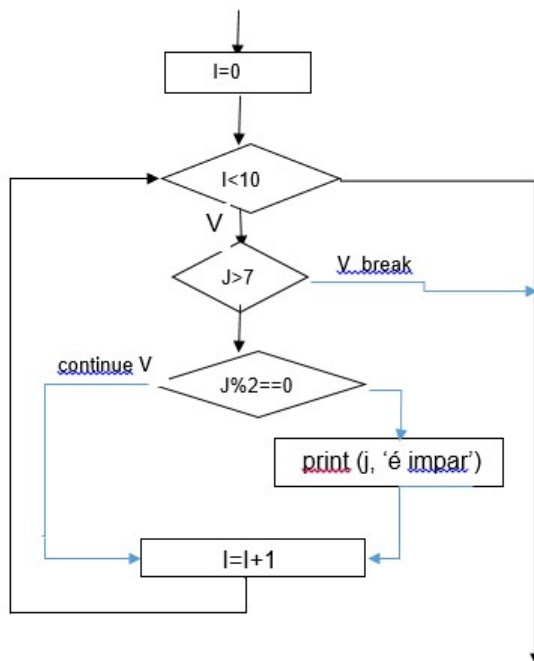 I=0
I<10
V
J>7
V break
continue V
J%2==0
print (j, ‘é impar’)
I=I+1